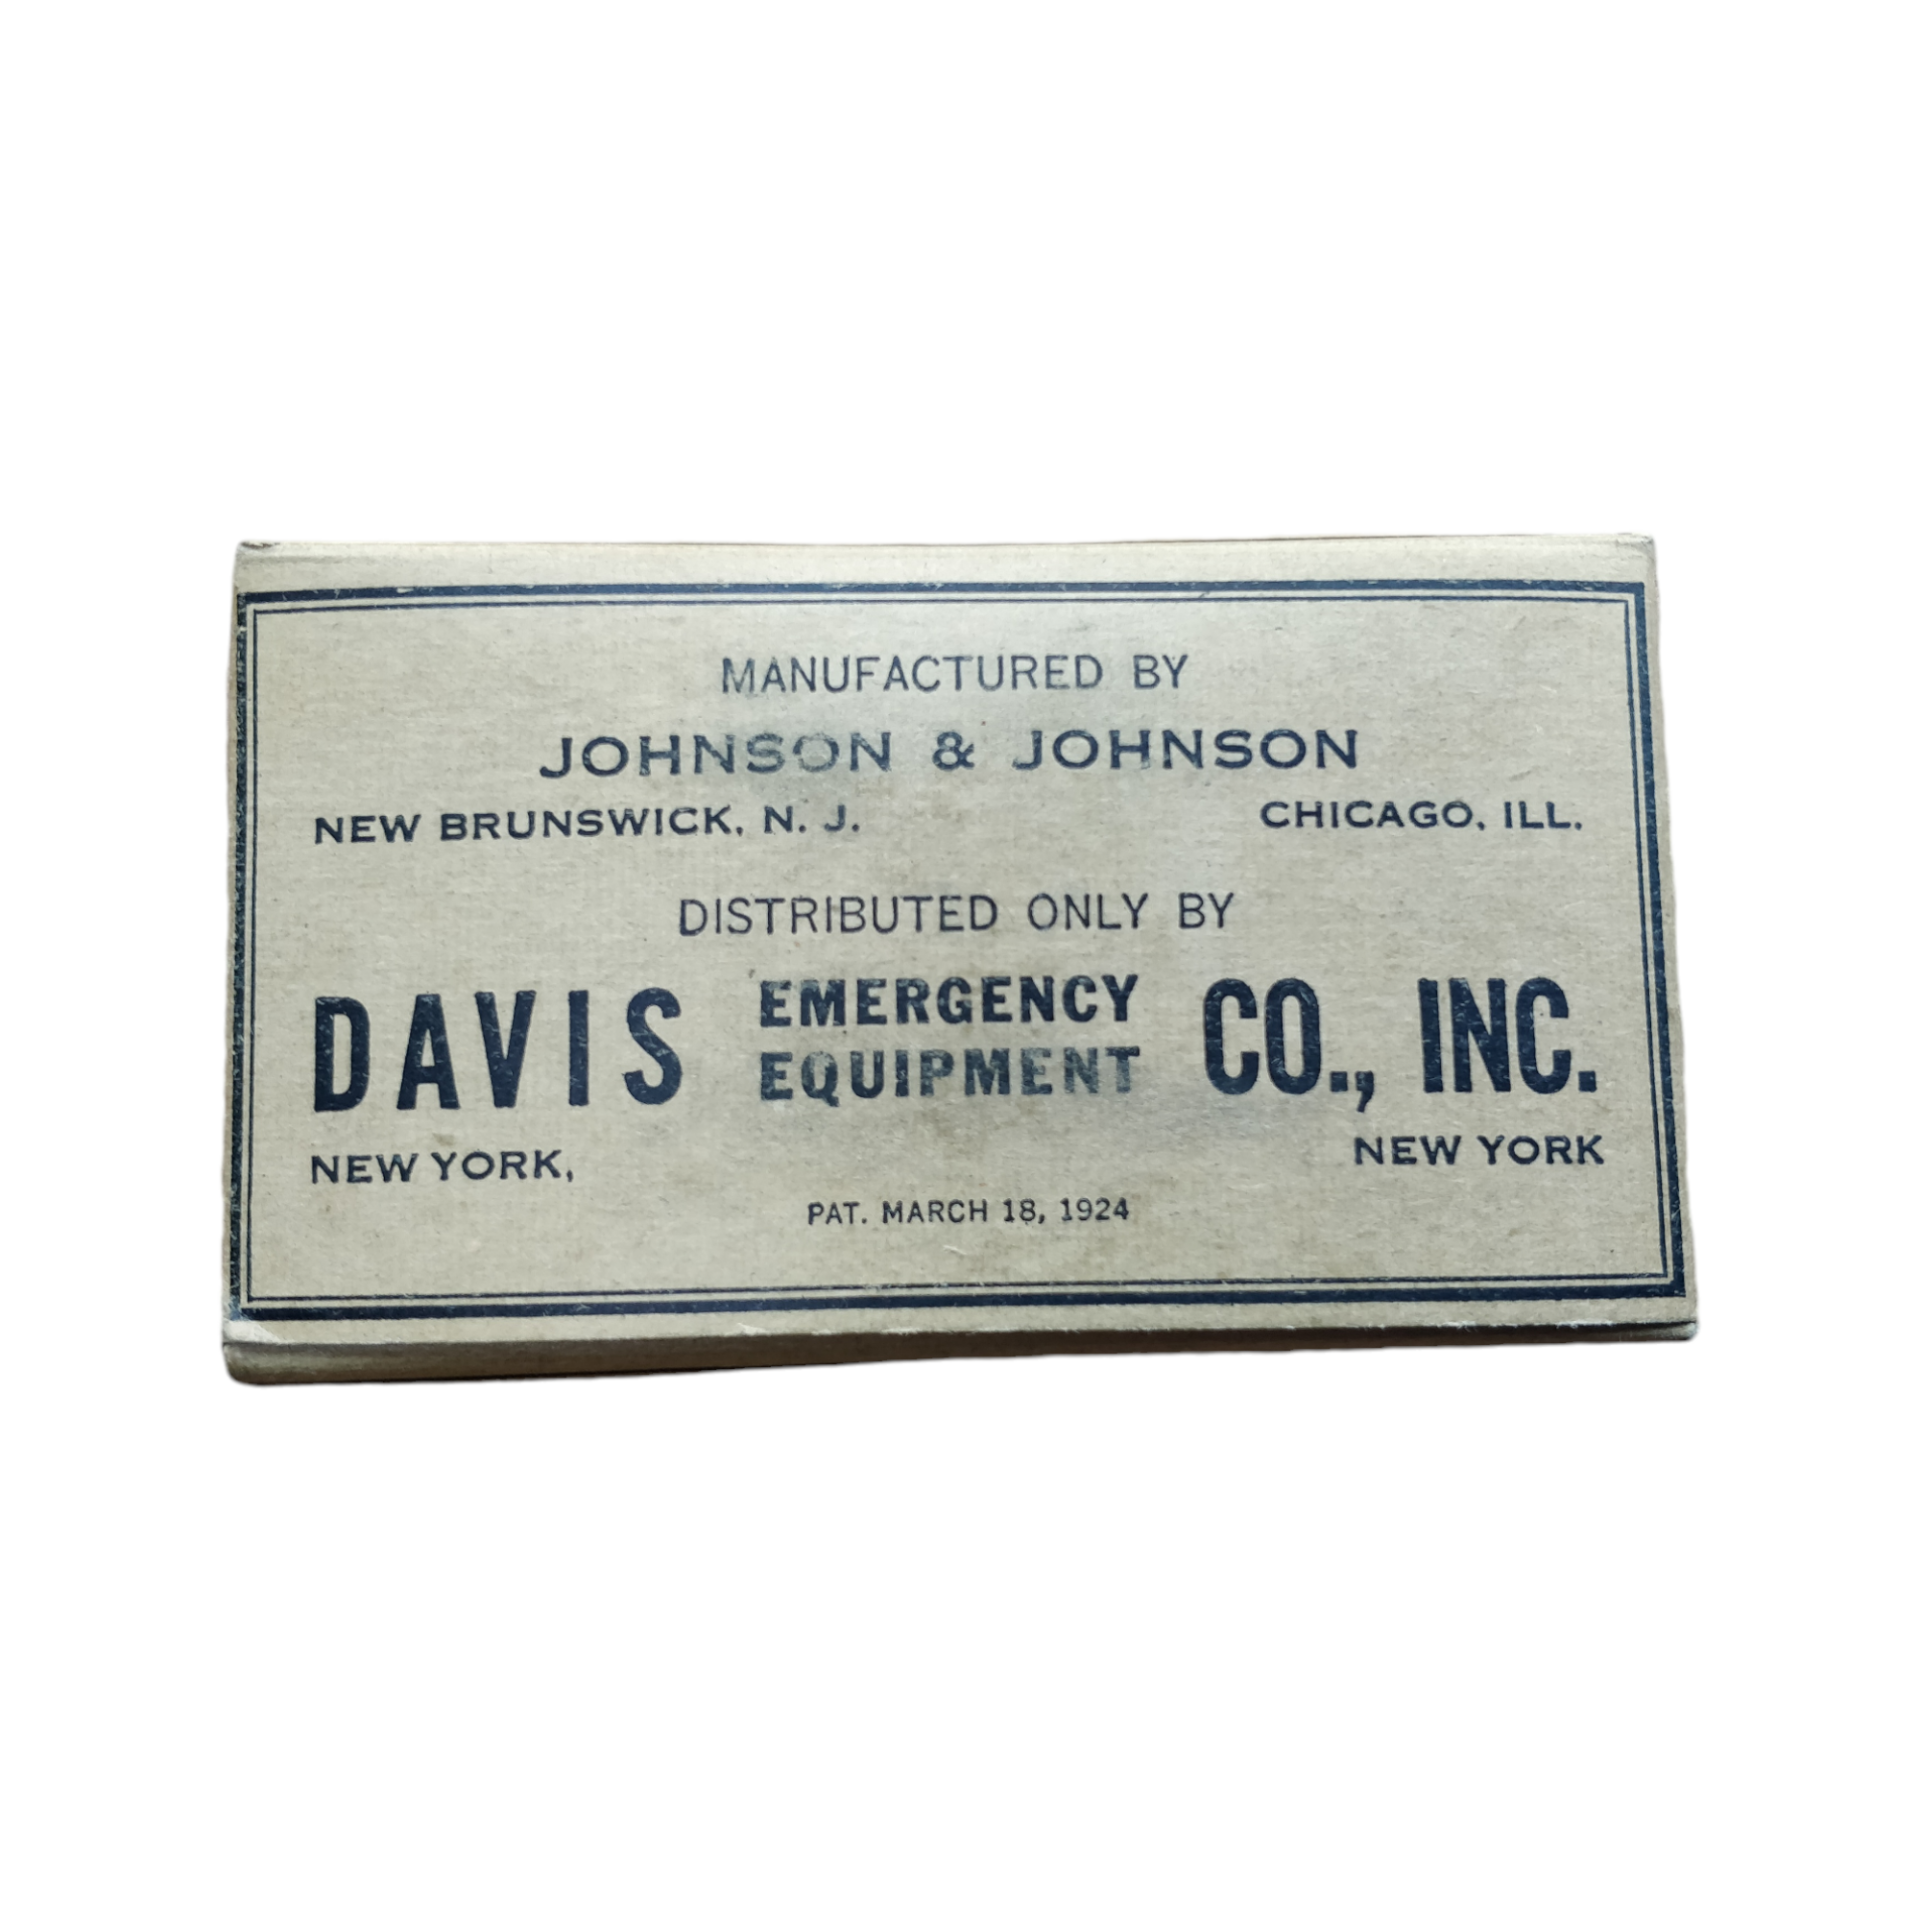 MANUFACTURED BY
JOHNSON & JOHNSON
NEW BRUNSWICK, N. J. CHICAGO, ILL.
DISTRIBUTED ONLY BY
DAVIS EMERGENCY EQUIPMENT CO., INC.
NEW YORK, NEW YORK
PAT. MARCH 18, 1924